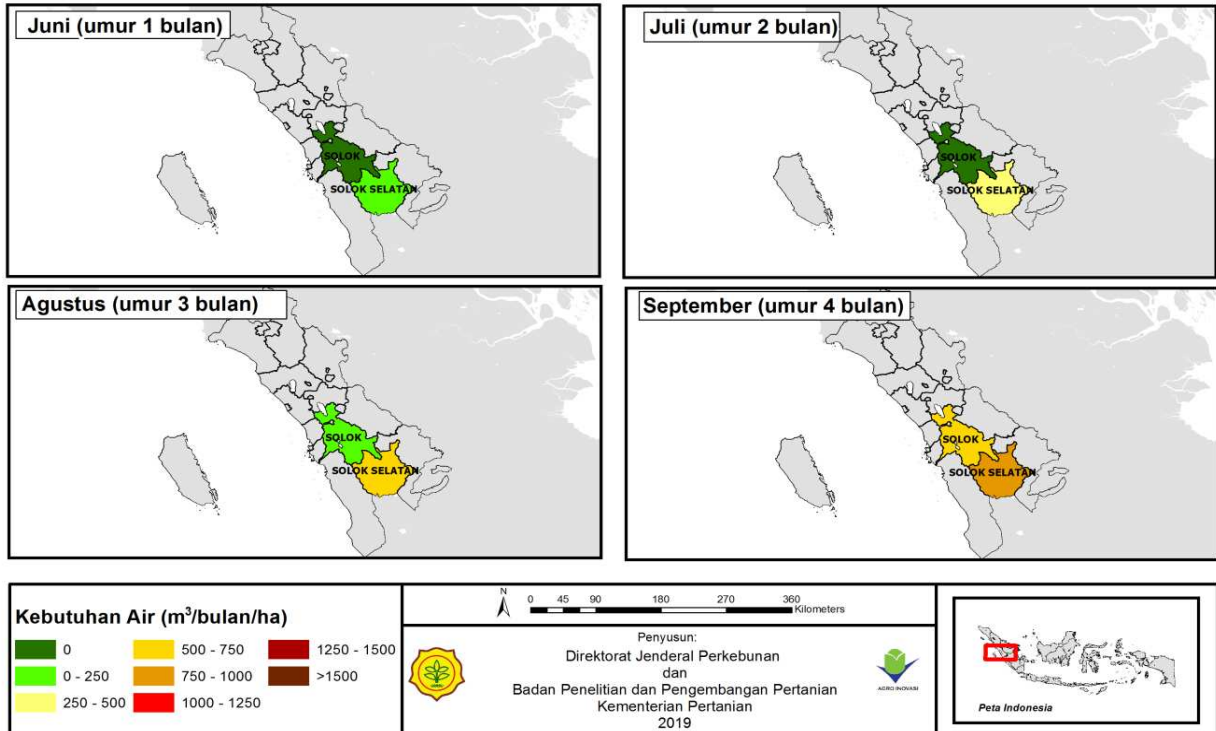 Juni (umur 1 bulan)
SOLOK
SOLOK SELATAN
Juli (umur 2 bulan)
SOLOK
SOLOK SELATAN
Agustus (umur 3 bulan)
SOLOK
SOLOK SELATAN
September (umur 4 bulan)
SOLOK
SOLOK SELATAN
Kebutuhan Air (m³/bulan/ha)
0
0 - 250
250 - 500
500 - 750
750 - 1000
1000 - 1250
1250 - 1500
>1500
N
0 45 90 180 270 360
Kilometers
Penyusun:
Direktorat Jenderal Perkebunan
dan
Badan Penelitian dan Pengembangan Pertanian
Kementerian Pertanian
2019
AGRO INOVASI
Peta Indonesia